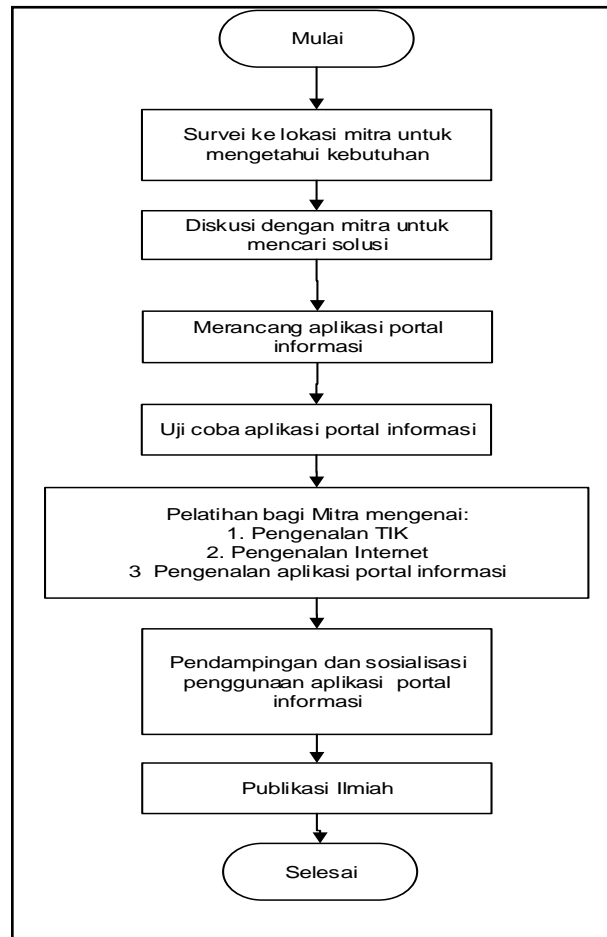 Mulai
Survei ke lokasi mitra untuk
mengetahui kebutuhan
Diskusi dengan mitra untuk
mencari solusi
Merancang aplikasi portal
informasi
Uji coba aplikasi portal informasi
Pelatihan bagi Mitra mengenai:
1. Pengenalan TIK
2. Pengenalan Internet
3 Pengenalan aplikasi portal informasi
Pendampingan dan sosialisasi
penggunaan aplikasi portal
informasi
Publikasi Ilmiah
Selesai